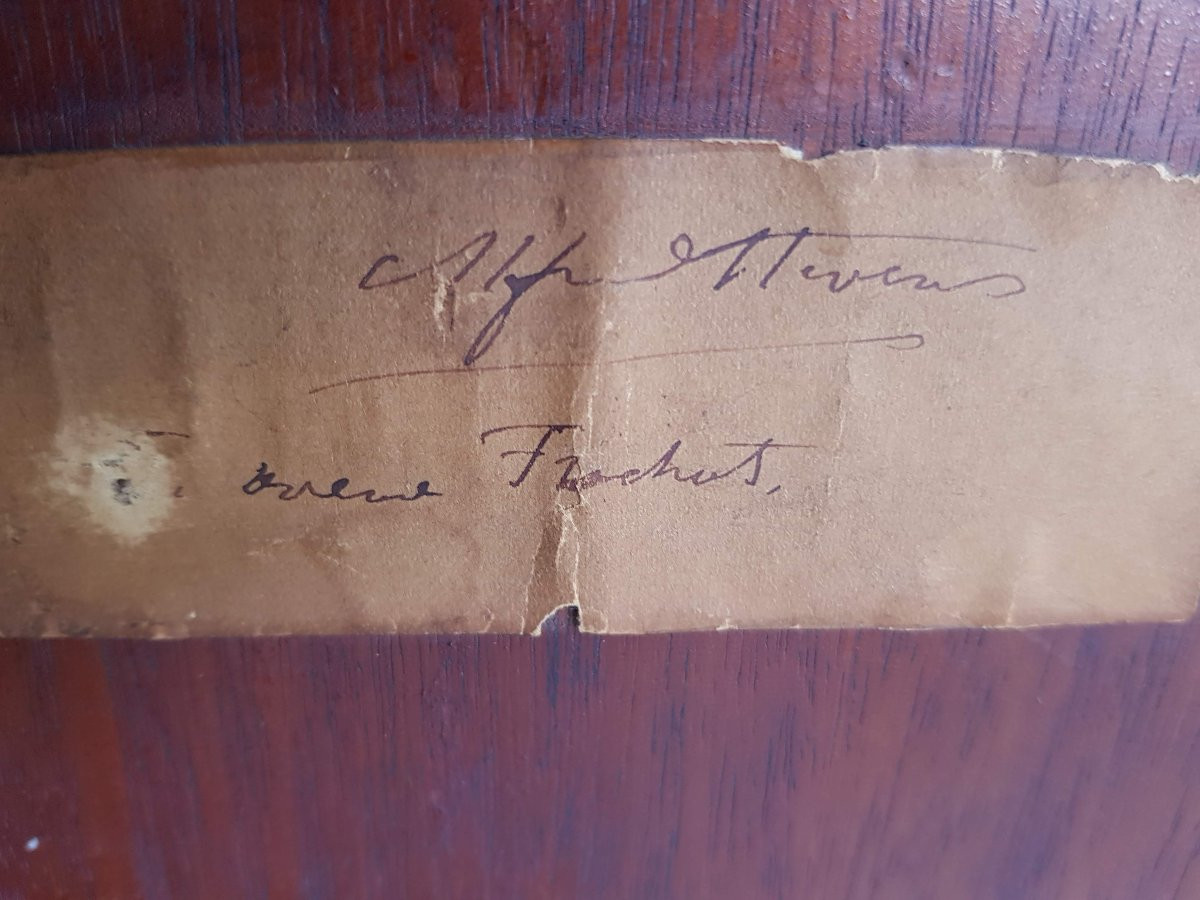 Alfred Stevens
avenue Frochot,